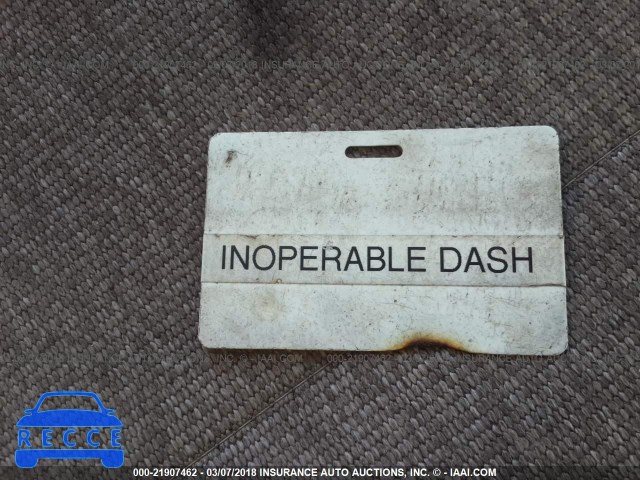 INOPERABLE DASH
RECCE
000-21907462 - 03/07/2018 INSURANCE AUTO AUCTIONS, INC. © - IAAI.COM